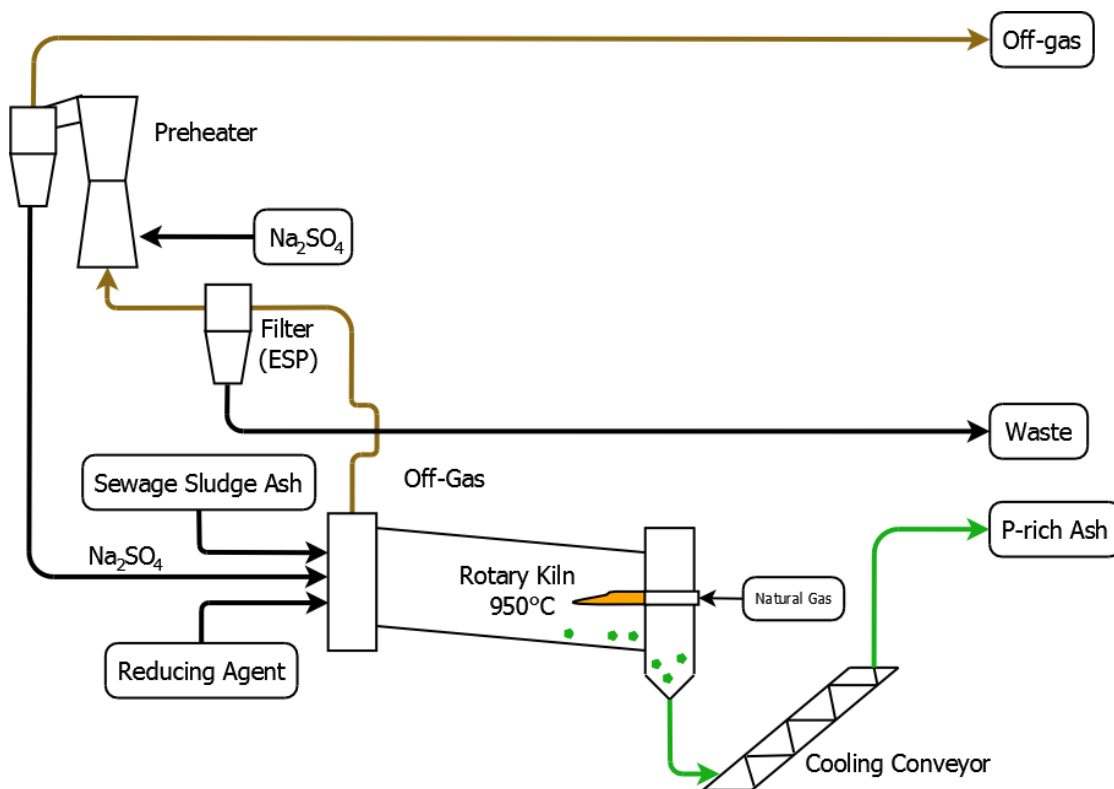 Off-gas
Preheater
Na₂SO₄
Filter
(ESP)
Waste
Off-Gas
Sewage Sludge Ash
P-rich Ash
Na₂SO₄
Rotary Kiln
950°C
Natural Gas
Reducing Agent
Cooling Conveyor